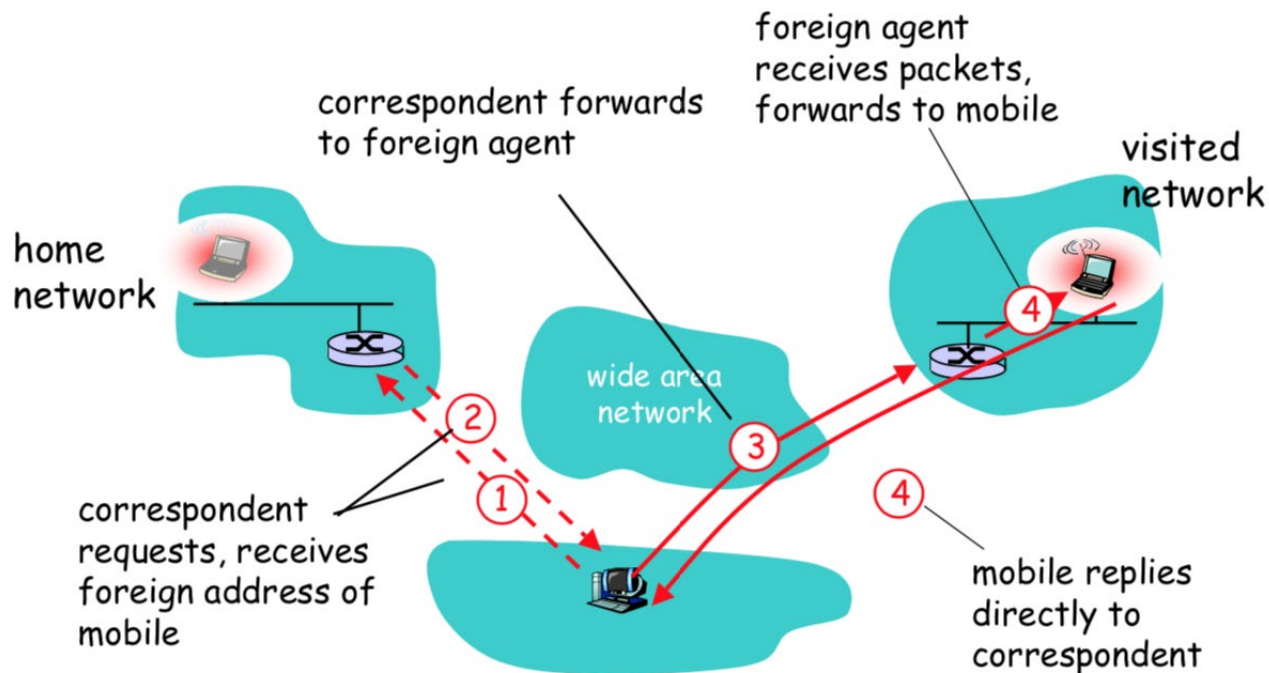 foreign agent
receives packets,
forwards to mobile
correspondent forwards
to foreign agent
visited
network
home
network
4
wide area
network
2
3
1
4
correspondent
requests, receives
foreign address of
mobile
mobile replies
directly to
correspondent